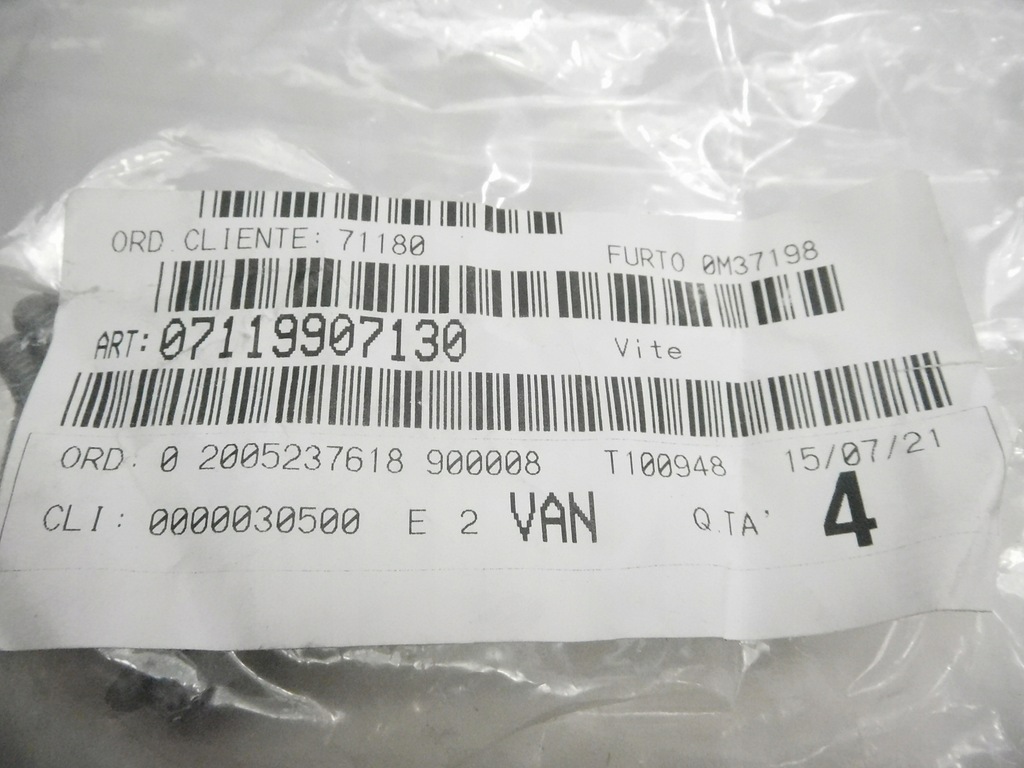 ORD.CLIENTE: 71180 FURTO 0M37198
ART: 07119907130 Vite
ORD. 0 2005237618 900008 T100948 15/07/21
CLI: 0000030500 E 2 VAN Q.TA' 4